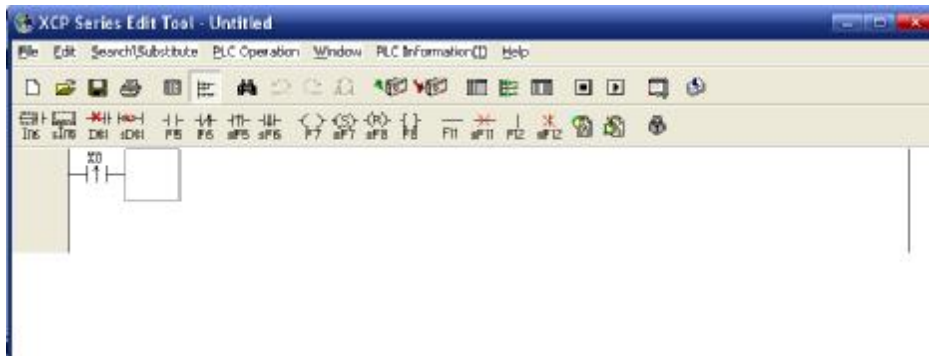 XCP Series Edit Tool - Untitled
File Edit Search\Substitute PLC Operation Window PLC Information(I) Help
Ins sIns Del sDel F5 F6 sF5 sF6 F7 sF7 sF8 F8 F11 sF11 F12 sF12
X0